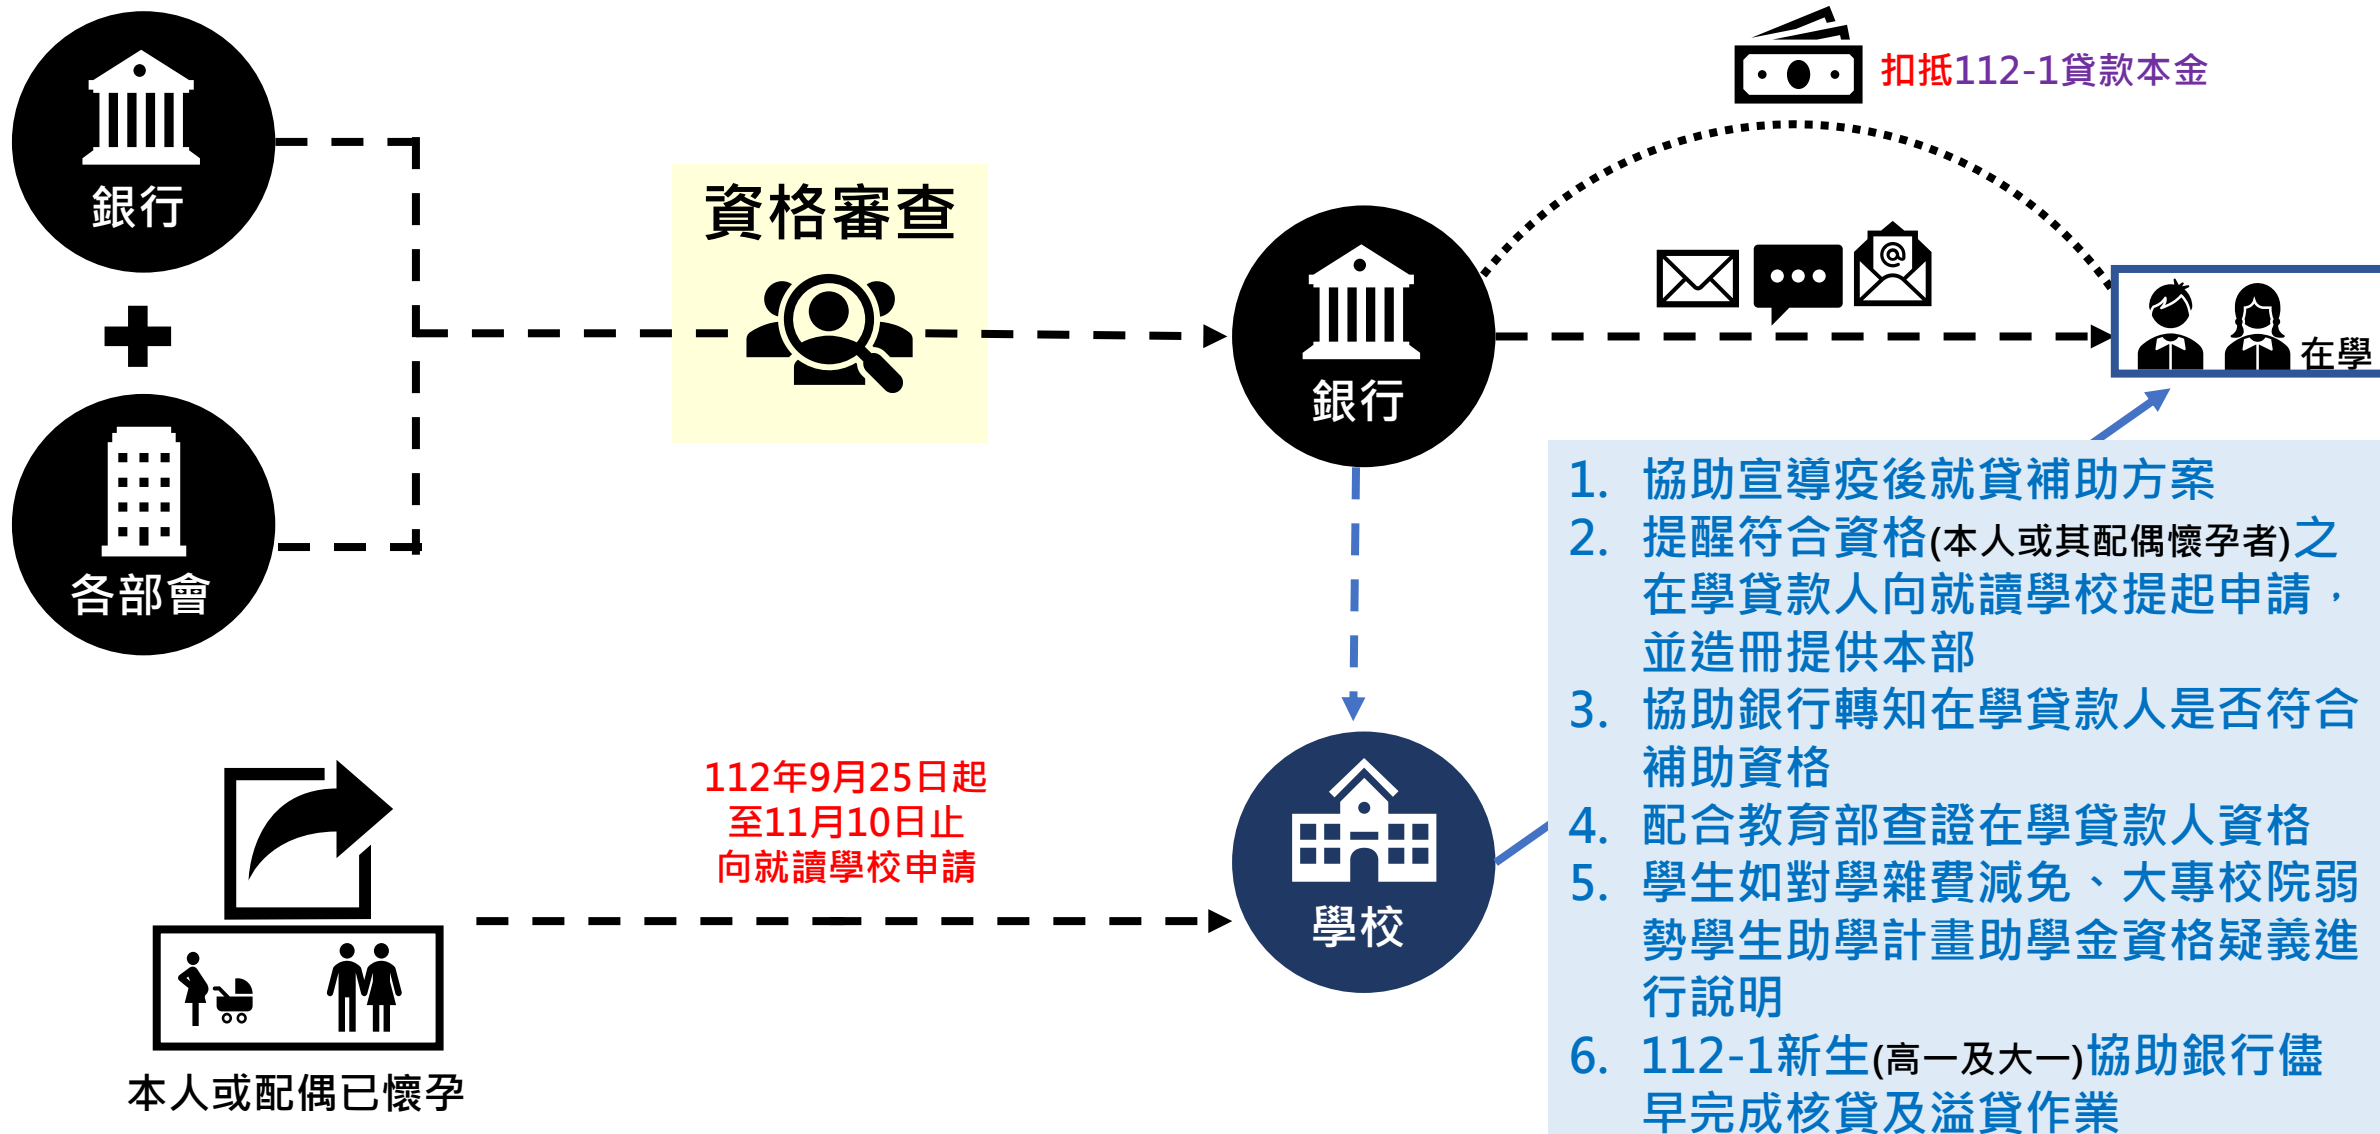 銀行
各部會
資格審查
銀行
扣抵112-1貸款本金
在學
112年9月25日起
至11月10日止
向就讀學校申請
本人或配偶已懷孕
學校
1. 協助宣導疫後就貸補助方案
2. 提醒符合資格(本人或其配偶懷孕者)之
在學貸款人向就讀學校提起申請，
並造冊提供本部
3. 協助銀行轉知在學貸款人是否符合
補助資格
4. 配合教育部查證在學貸款人資格
5. 學生如對學雜費減免、大專校院弱
勢學生助學計畫助學金資格疑義進
行說明
6. 112-1新生(高一及大一)協助銀行儘
早完成核貸及溢貸作業